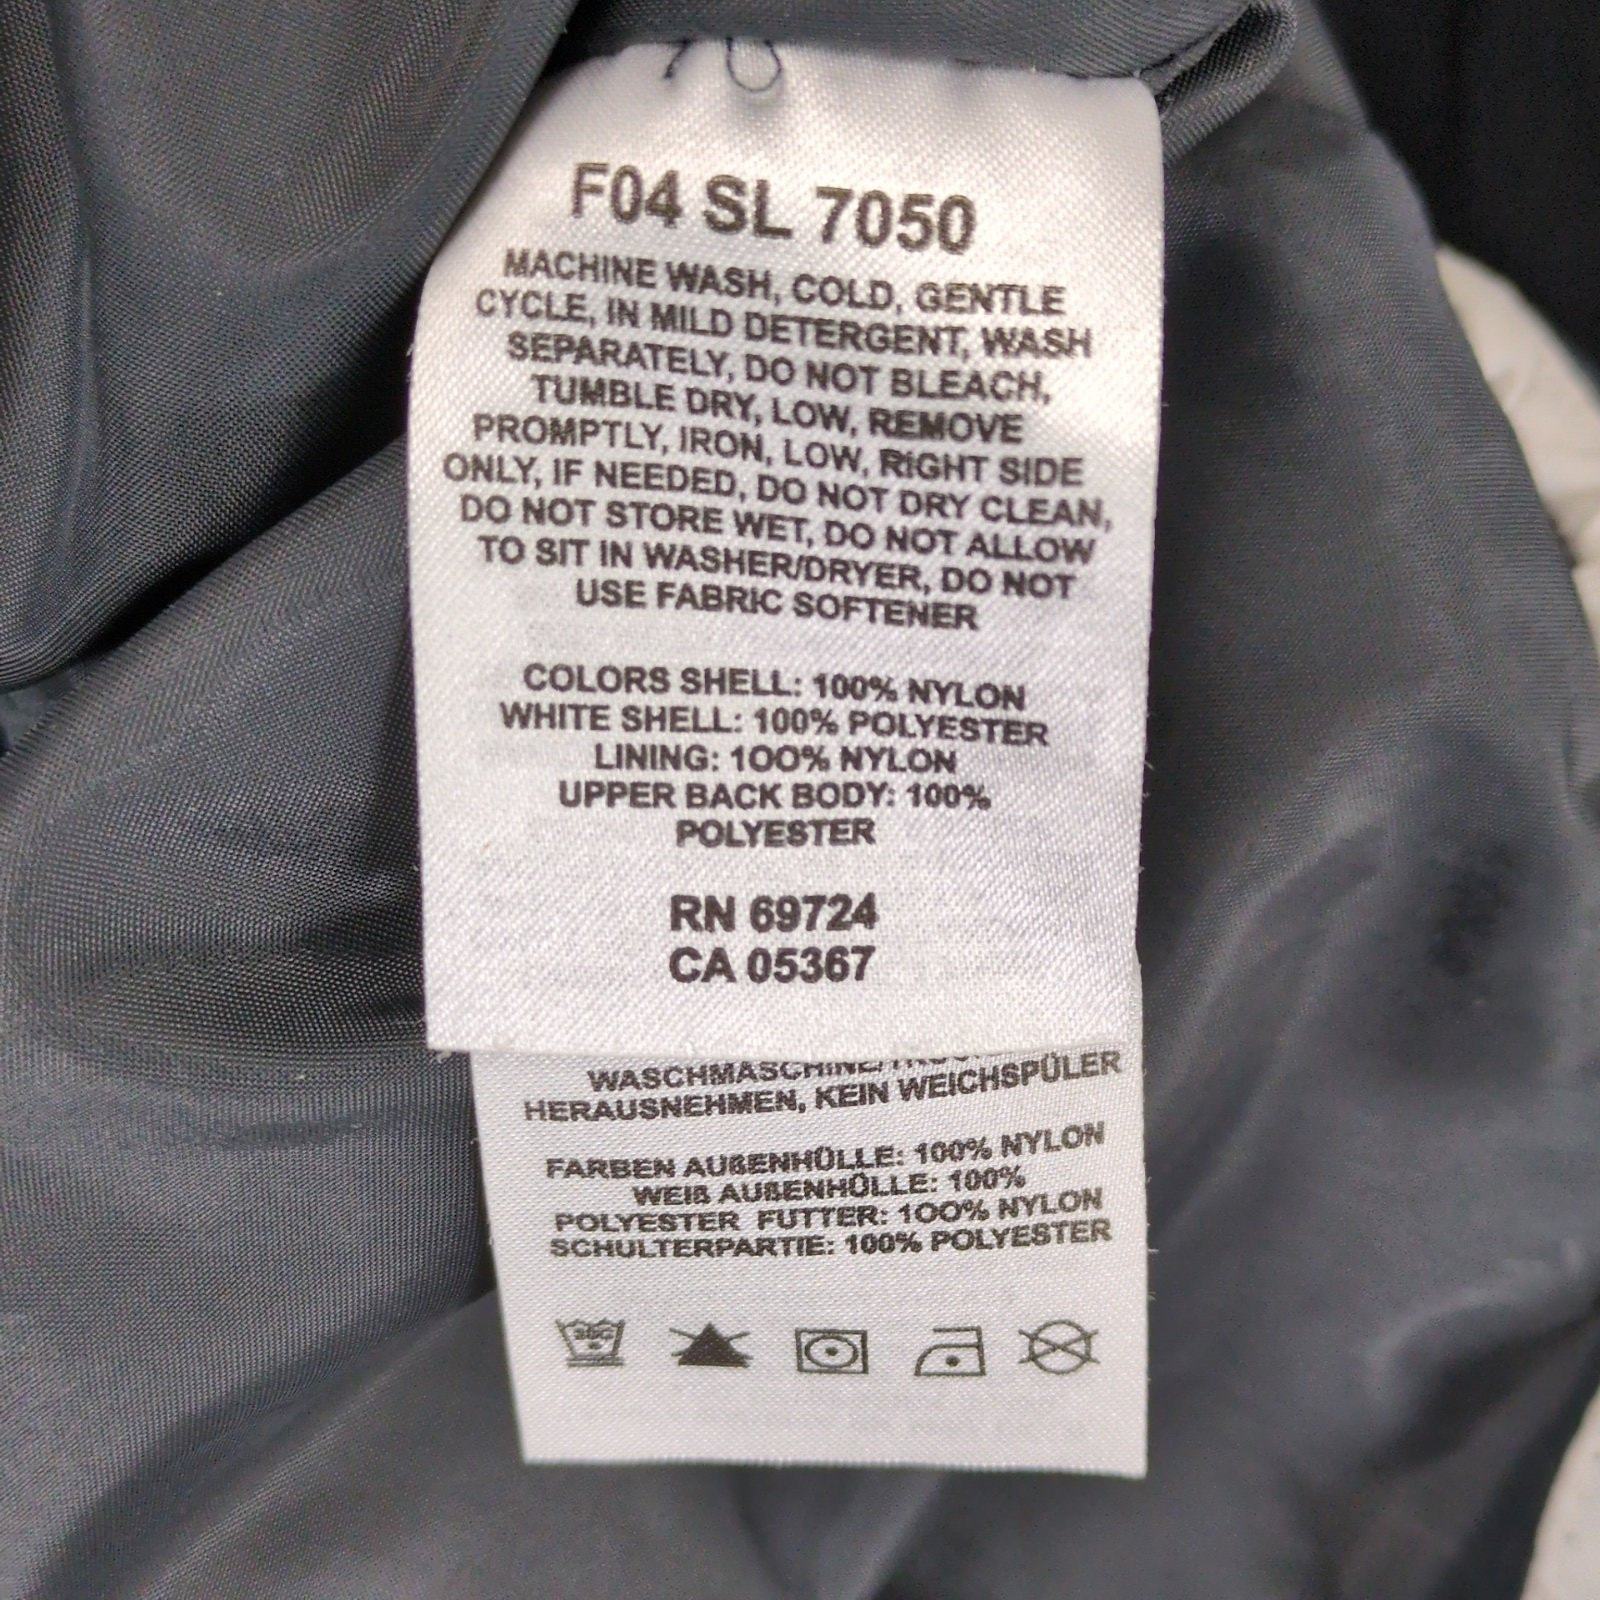 F04 SL 7050
MACHINE WASH, COLD, GENTLE
CYCLE, IN MILD DETERGENT, WASH
SEPARATELY, DO NOT BLEACH,
TUMBLE DRY, LOW, REMOVE
PROMPTLY, IRON, LOW, RIGHT SIDE
ONLY, IF NEEDED, DO NOT DRY CLEAN,
DO NOT STORE WET, DO NOT ALLOW
TO SIT IN WASHER/DRYER, DO NOT
USE FABRIC SOFTENER
COLORS SHELL: 100% NYLON
WHITE SHELL: 100% POLYESTER
LINING: 100% NYLON
UPPER BACK BODY: 100%
POLYESTER
RN 69724
CA 05367
HERAUSNEHMEN, KEIN WEICHSPÜLER
FARBEN AUßENHÜLLE: 100% NYLON
WEIß AUßENHÜLLE: 100%
POLYESTER FUTTER: 100% NYLON
SCHULTERPARTIE: 100% POLYESTER